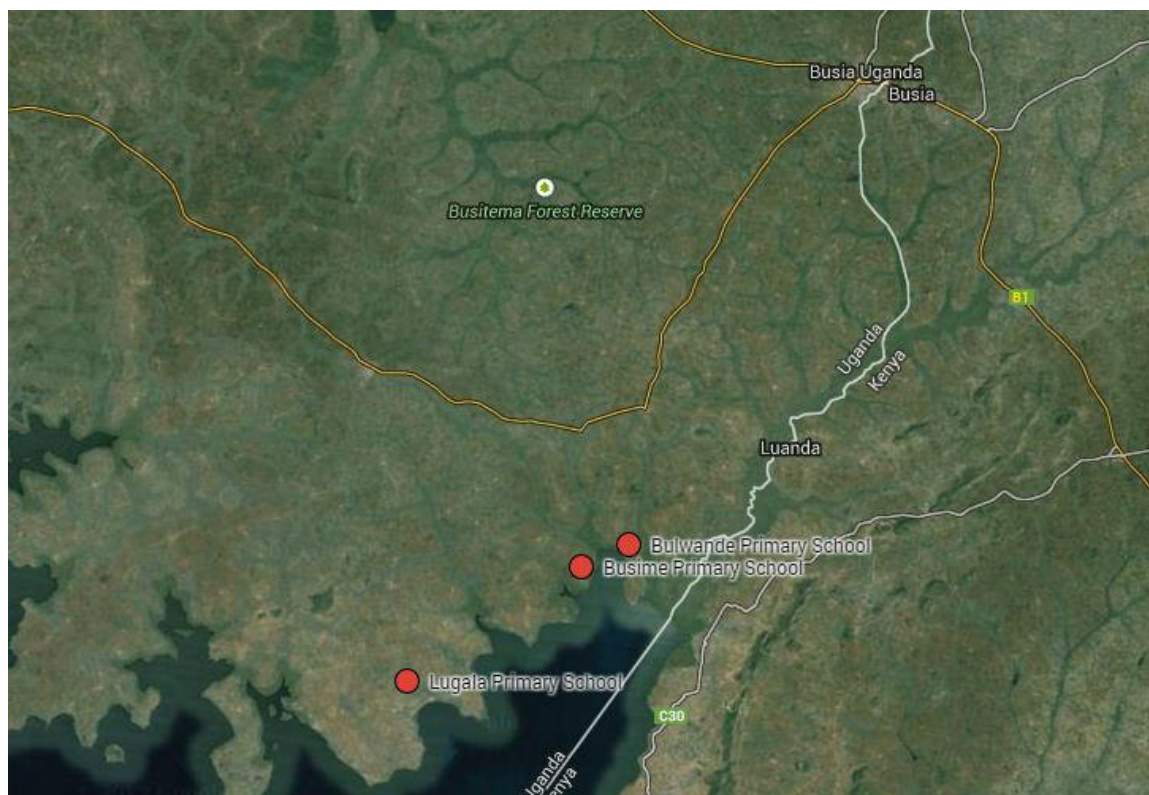 Busia Uganda
Busia
Busitema Forest Reserve
B1
Uganda
Kenya
Luanda
Bulwande Primary School
Busime Primary School
Lugala Primary School
C30
Uganda
Kenya